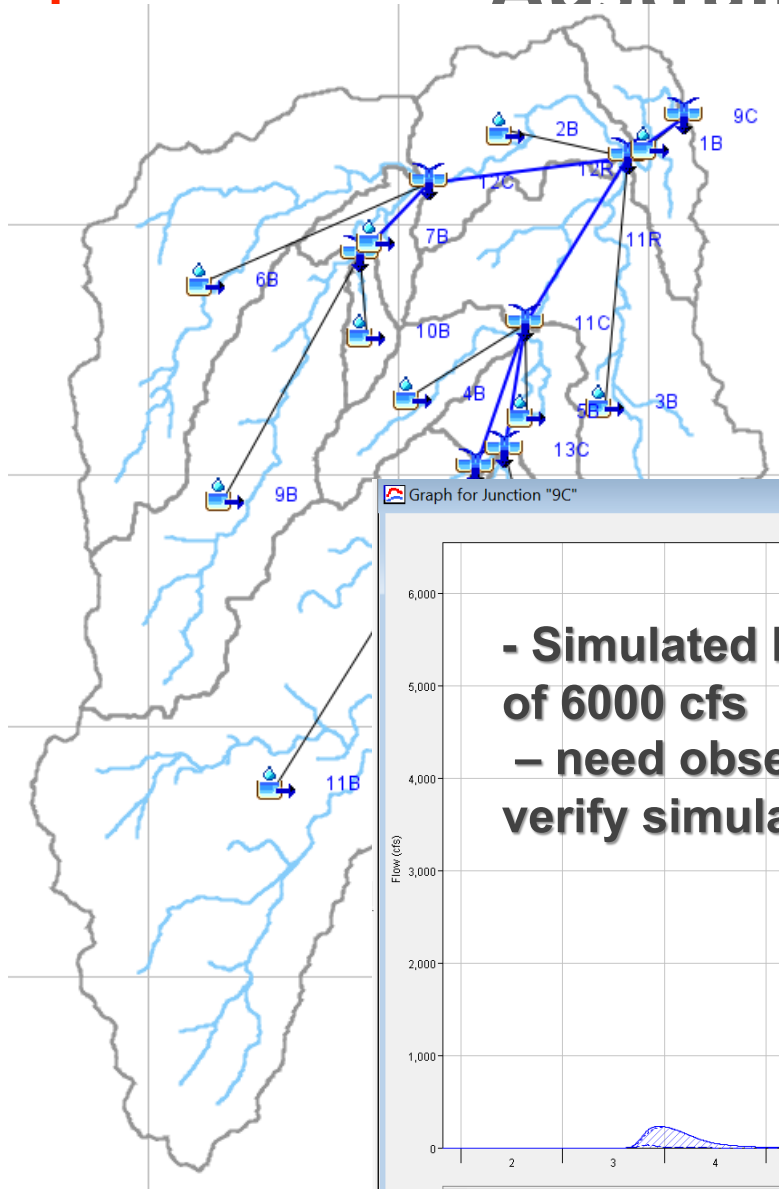 9C
2B
1B
12C
12R
7B
11R
6B
10B
11C
4B
5B
3B
13C
9B
11B
Graph for Junction "9C"
6,000
- Simulated
5,000
of 6000 cfs
– need
4,000
verify
Flow (cfs)
3,000
2,000
1,000
0
2 3 4